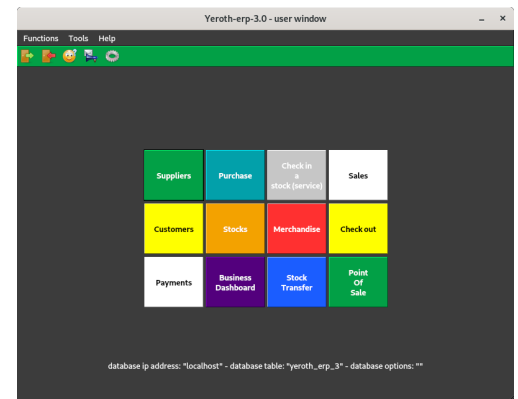 Yeroth-erp-3.0 - user window
Functions Tools Help
Suppliers
Purchase
Check in
a
stock (service)
Sales
Customers
Stocks
Merchandise
Check out
Payments
Business
Dashboard
Stock
Transfer
Point
Of
Sale
database ip address: "localhost" - database table: "yeroth_erp_3" - database options: ""